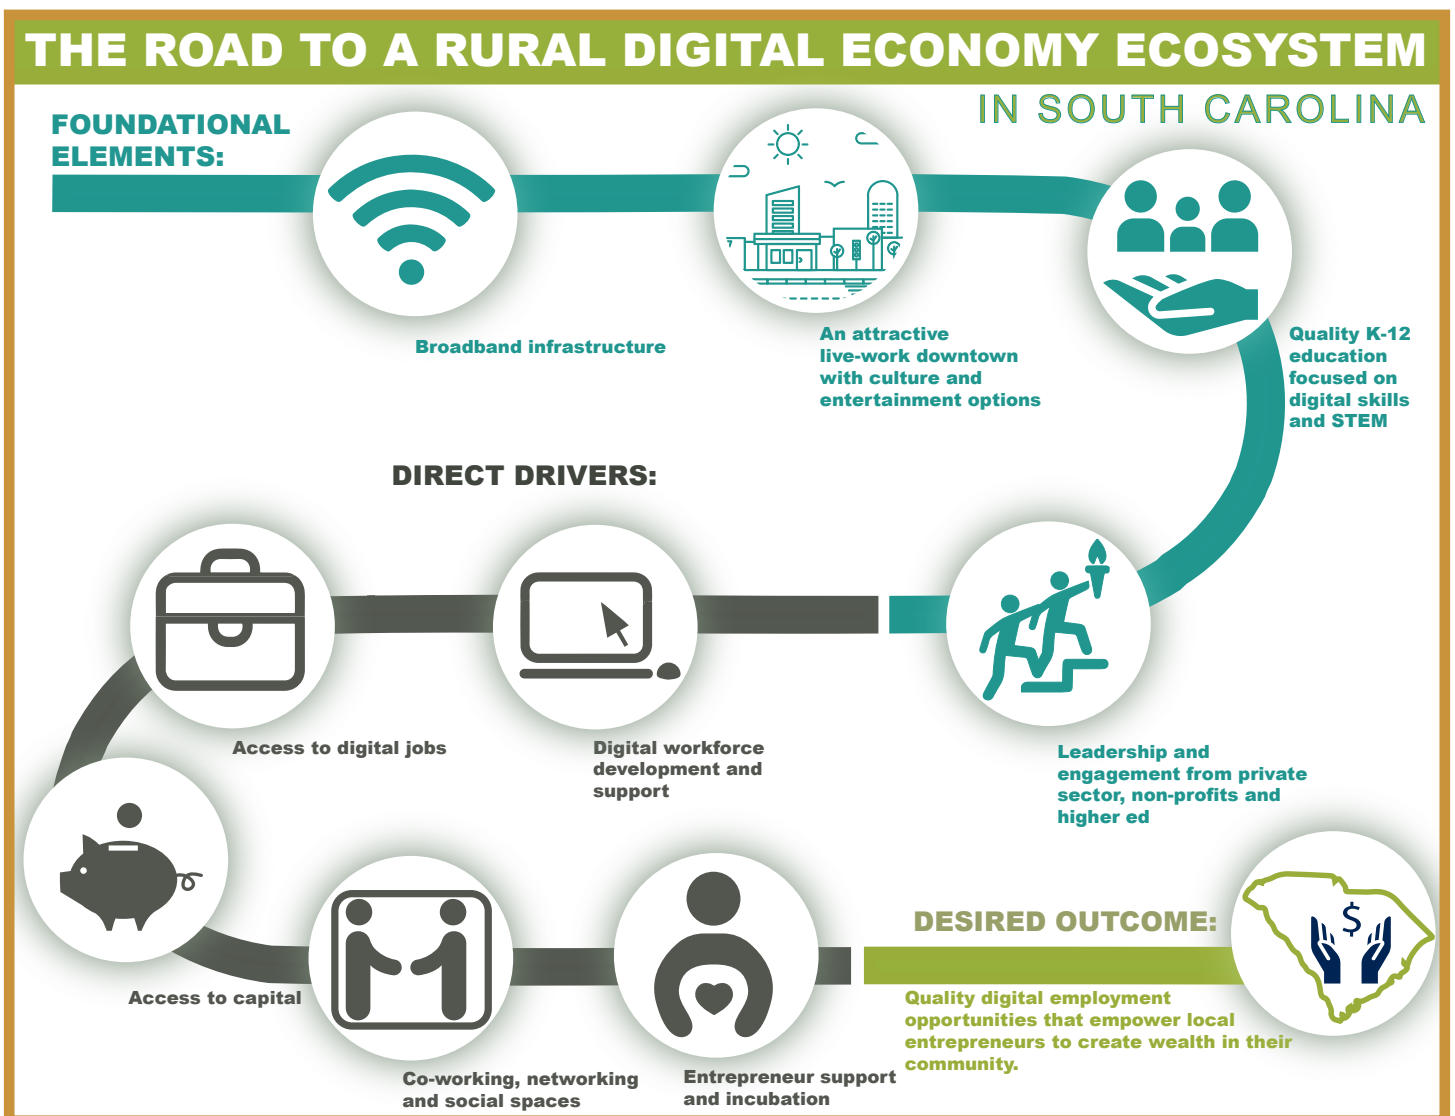 THE ROAD TO A RURAL DIGITAL ECONOMY ECOSYSTEM
IN SOUTH CAROLINA
FOUNDATIONAL
ELEMENTS:
Broadband infrastructure
An attractive
live-work downtown
with culture and
entertainment options
Quality K-12
education
focused on
digital skills
and STEM
Leadership and
engagement from private
sector, non-profits and
higher ed
DIRECT DRIVERS:
Digital workforce
development and
support
Access to digital jobs
Access to capital
Co-working, networking
and social spaces
Entrepreneur support
and incubation
DESIRED OUTCOME:
$
Quality digital employment
opportunities that empower local
entrepreneurs to create wealth in their
community.